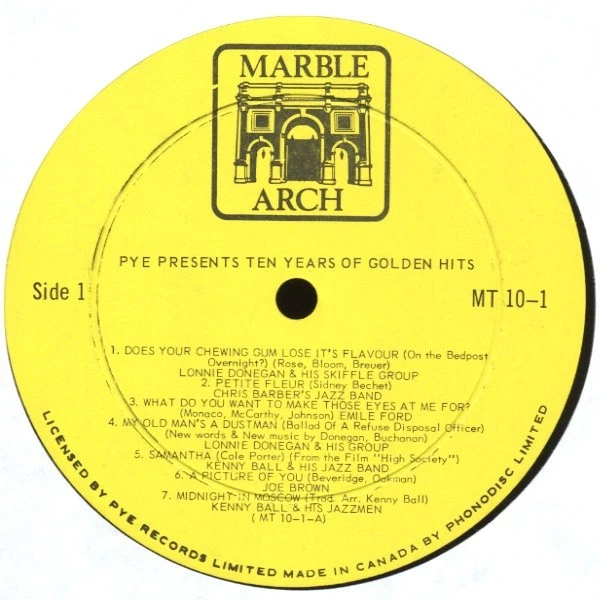 MARBLE
ARCH
PYE PRESENTS TEN YEARS OF GOLDEN HITS
Side 1
MT 10-1
1. DOES YOUR CHEWING GUM LOSE IT'S FLAVOUR (On the Bedpost
Overnight?) (Rose, Bloom, Breuer)
LONNIE DONEGAN & HIS SKIFFLE GROUP
2. PETITE FLEUR (Sidney Bechet)
CHRIS BARBER'S JAZZ BAND
3. WHAT DO YOU WANT TO MAKE THOSE EYES AT ME FOR?
(Monaco, McCarthy, Johnson) EMILE FORD
4. MY OLD MAN'S A DUSTMAN (Ballad Of A Refuse Disposal Officer)
(New words & New music by Donegan, Buchanan)
LONNIE DONEGAN & HIS GROUP
5. SAMANTHA (Cole Porter) (From the Film "High Society")
KENNY BALL & HIS JAZZ BAND
6. A PICTURE OF YOU (Beveridge, Oakman)
JOE BROWN
7. MIDNIGHT IN MOSCOW (Trad. Arr. Kenny Ball)
KENNY BALL & HIS JAZZMEN
(MT 10-1-A)
LICENSED BY PYE RECORDS LIMITED MADE IN CANADA BY PHONODISC LIMITED